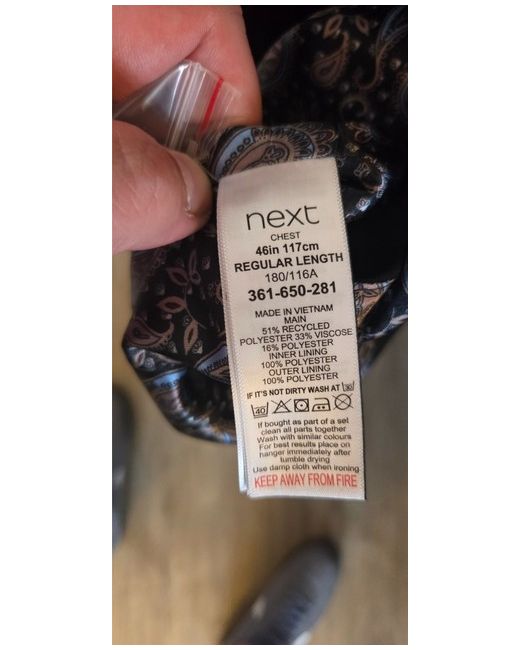 next
CHEST
46in 117cm
REGULAR LENGTH
180/116A
361-650-281
MADE IN VIETNAM
MAIN
51% RECYCLED
POLYESTER 33% VISCOSE
16% POLYESTER
INNER LINING
100% POLYESTER
OUTER LINING
100% POLYESTER
IF IT'S NOT DIRTY WASH AT 30
40
If bought as part of a set
clean all parts together
Wash with similar colours
For best results place on
hanger immediately after
tumble drying
Use damp cloth when ironing
KEEP AWAY FROM FIRE